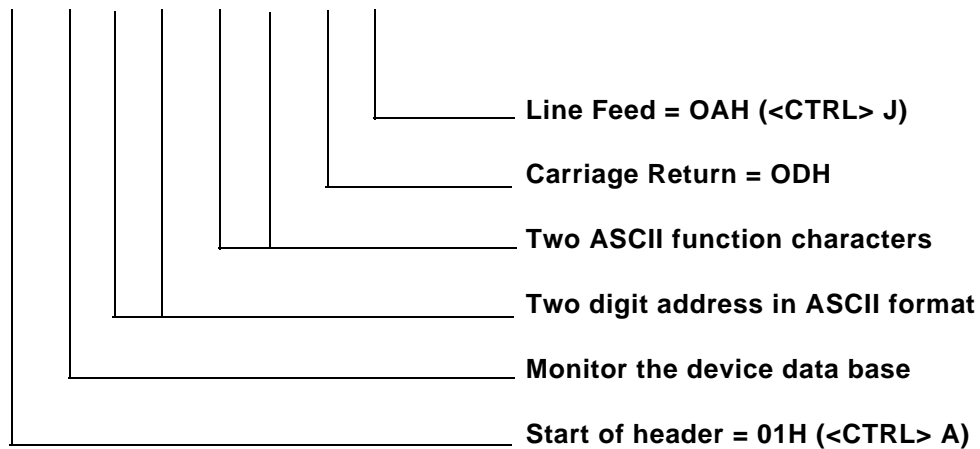 Line Feed = OAH (<CTRL> J)
Carriage Return = ODH
Two ASCII function characters
Two digit address in ASCII format
Monitor the device data base
Start of header = 01H (<CTRL> A)